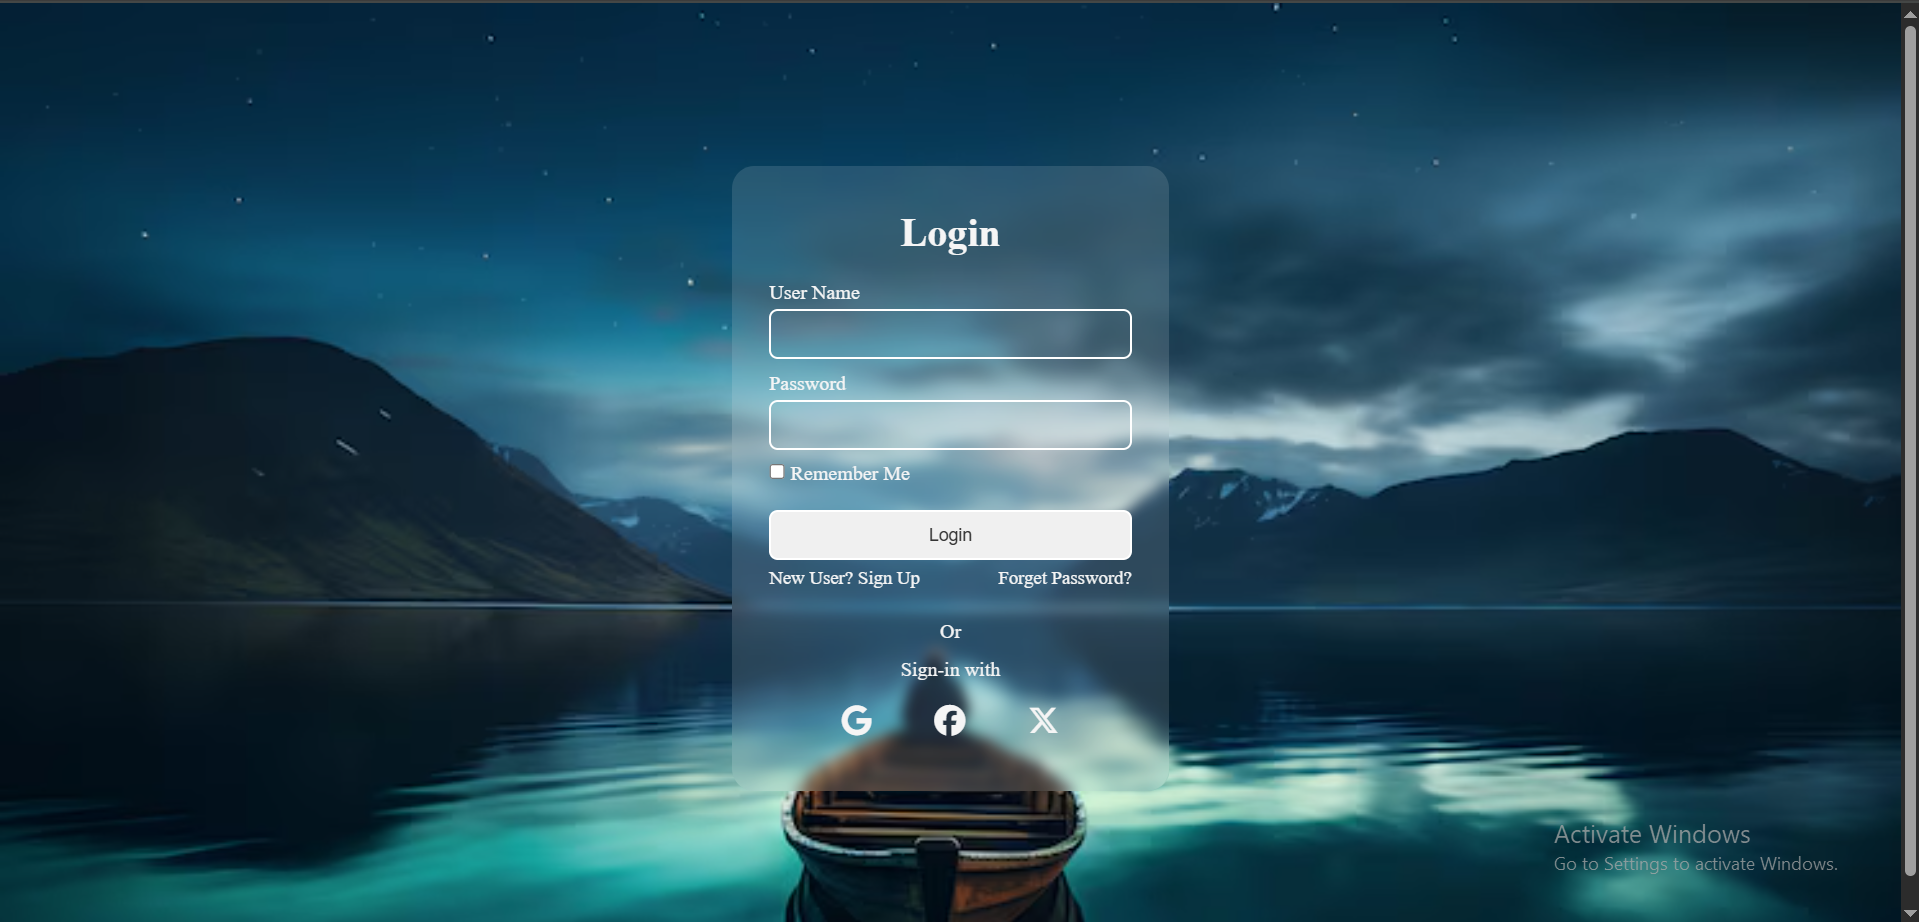 Login
User Name
Password
Remember Me
Login
New User? Sign Up Forget Password?
Or
Sign-in with
Activate Windows
Go to Settings to activate Windows.